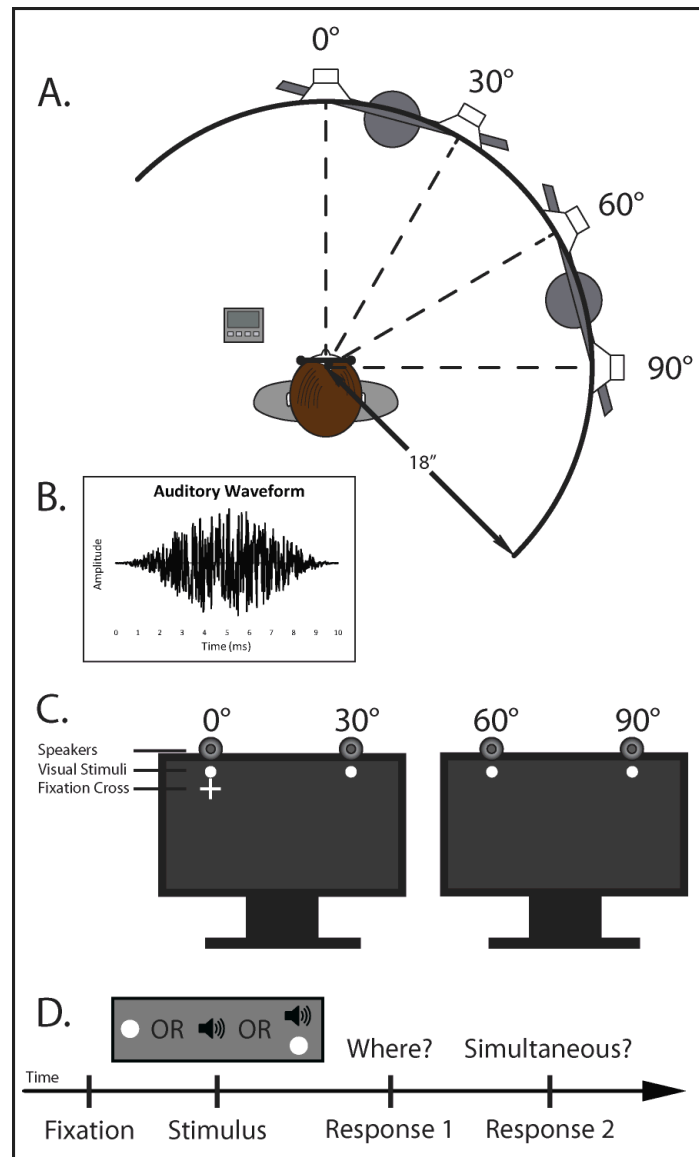 A.
0°
30°
60°
90°
18”
B.
Auditory Waveform
Amplitude
0 1 2 3 4 5 6 7 8 9 10
Time (ms)
C.
0° 30° 60° 90°
Speakers
Visual Stimuli
Fixation Cross
D.
OR OR
Where? Simultaneous?
Time
Fixation Stimulus Response 1 Response 2